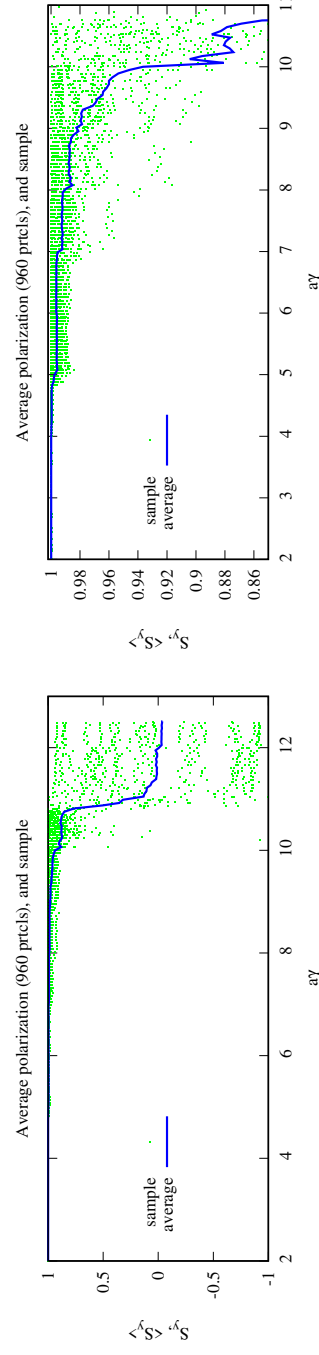 Average polarization (960 prtcls), and sample
S_y, <S_y>
1
0.5
0
-0.5
-1
sample
average
2 4 6 8 10 12
aγ
Average polarization (960 prtcls), and sample
S_y, <S_y>
1
0.98
0.96
0.94
0.92
0.9
0.88
0.86
sample
average
2 3 4 5 6 7 8 9 10 11
aγ